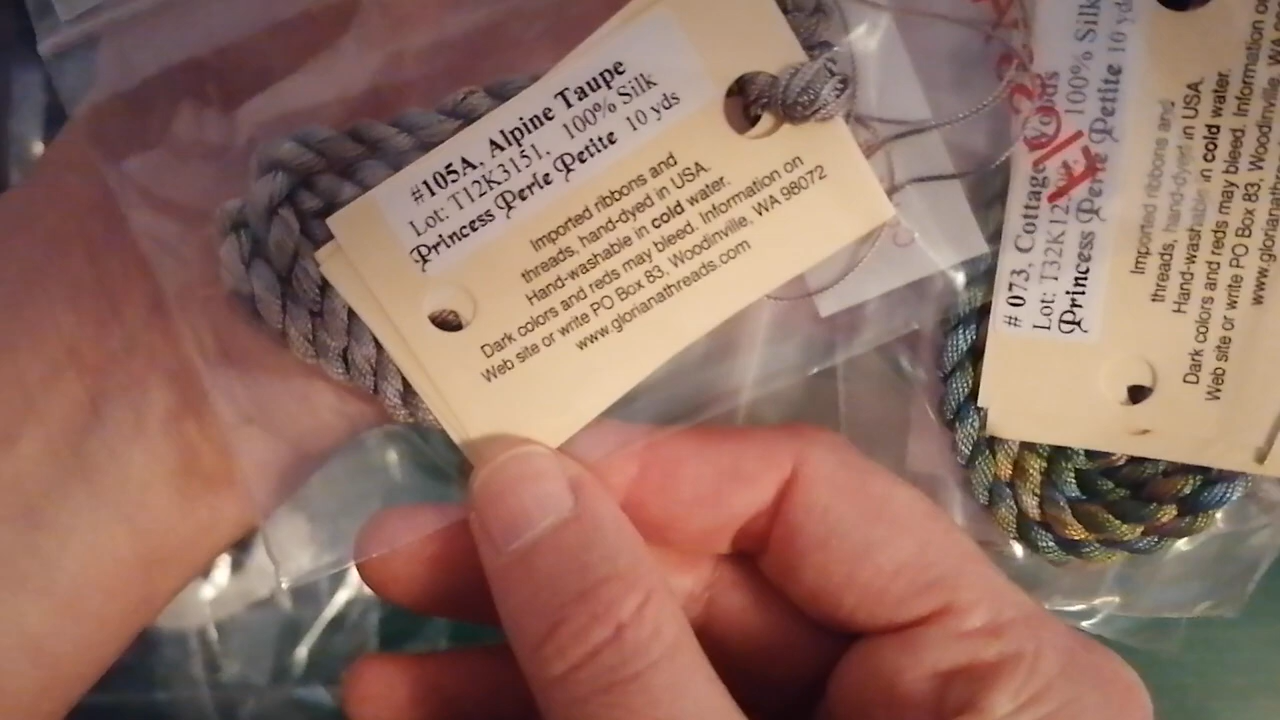 #105A, Alpine Taupe
Lot: T12K3151, 100% Silk
Princess Perle Petite 10 yds
Imported ribbons and
threads, hand-dyed in USA.
Hand-washable in cold water.
Dark colors and reds may bleed. Information on
Web site or write PO Box 83, Woodinville, WA 98072
www.glorianathreads.com
# 073, Cottage
Lot: 100% Silk
Princess Perle Petite 10 yd
Imported ribbons and
threads, hand-dyed in USA.
Hand-washable in cold water.
Dark colors and reds may bleed. Information
Web site or write PO Box 83, Woodinville, WA